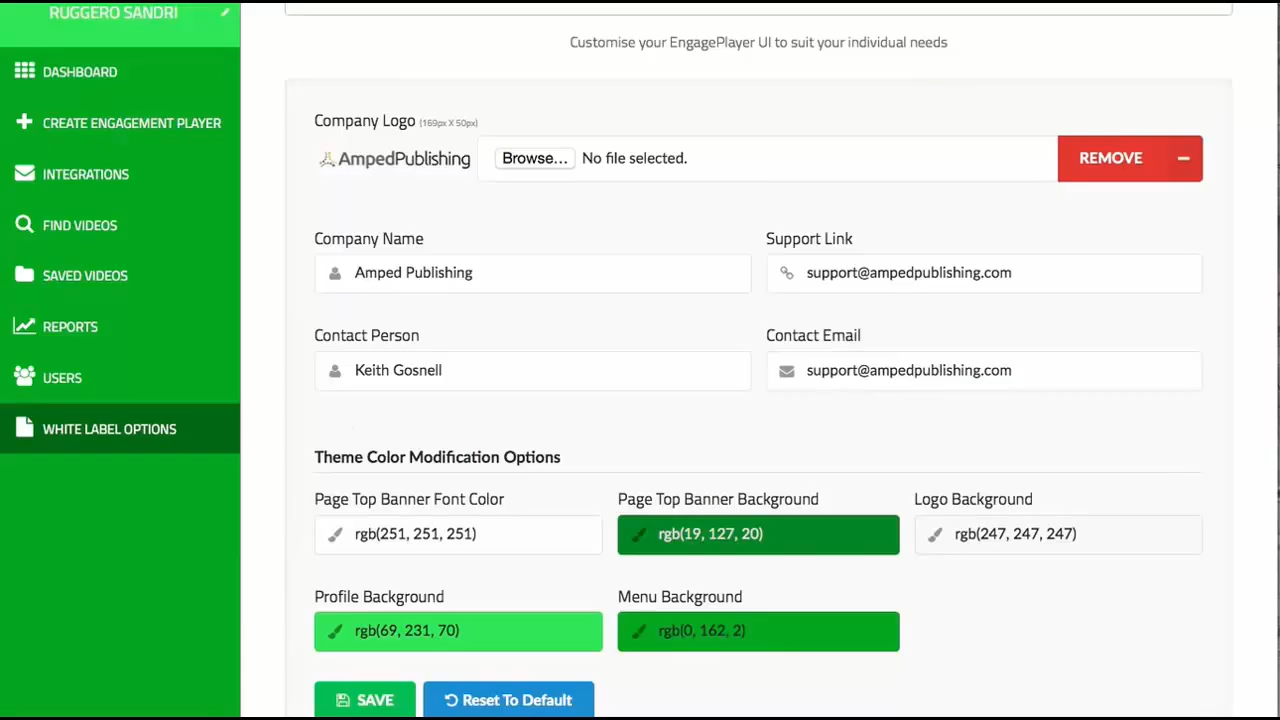 RUGGERO SANDRI
DASHBOARD
CREATE ENGAGEMENT PLAYER
INTEGRATIONS
FIND VIDEOS
SAVED VIDEOS
REPORTS
USERS
WHITE LABEL OPTIONS
Customise your EngagePlayer UI to suit your individual needs
Company Logo (169px X 50px)
AmpedPublishing Browse... No file selected. REMOVE
Company Name Support Link
Amped Publishing support@ampedpublishing.com
Contact Person Contact Email
Keith Gosnell support@ampedpublishing.com
Theme Color Modification Options
Page Top Banner Font Color Page Top Banner Background Logo Background
rgb(251, 251, 251) rgb(19, 127, 20) rgb(247, 247, 247)
Profile Background Menu Background
rgb(69, 231, 70) rgb(0, 162, 2)
SAVE Reset To Default